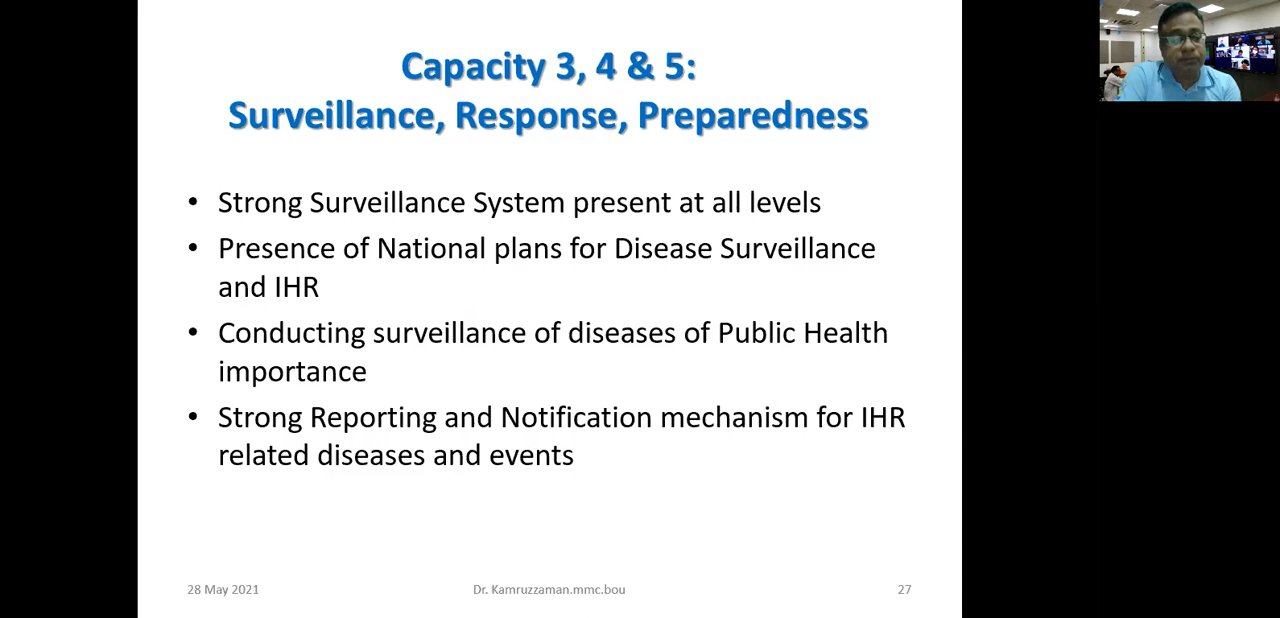 Capacity 3, 4 & 5:
Surveillance, Response, Preparedness
• Strong Surveillance System present at all levels
• Presence of National plans for Disease Surveillance
and IHR
• Conducting surveillance of diseases of Public Health
importance
• Strong Reporting and Notification mechanism for IHR
related diseases and events
28 May 2021
Dr. Kamruzzaman.mmc.bou
27